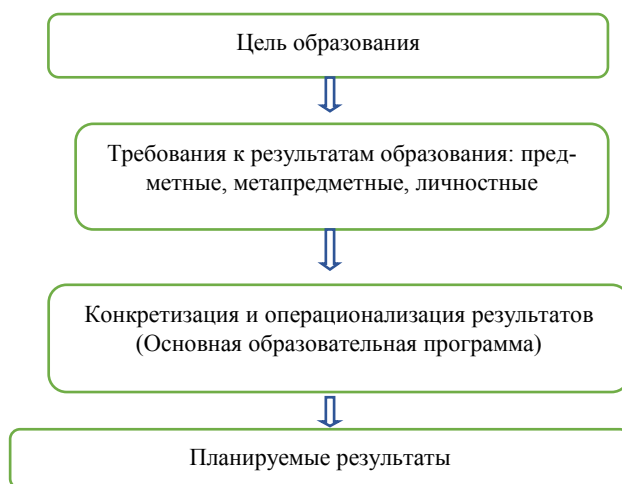 Цель образования
Требования к результатам образования: пред-
метные, метапредметные, личностные
Конкретизация и операционализация результатов
(Основная образовательная программа)
Планируемые результаты